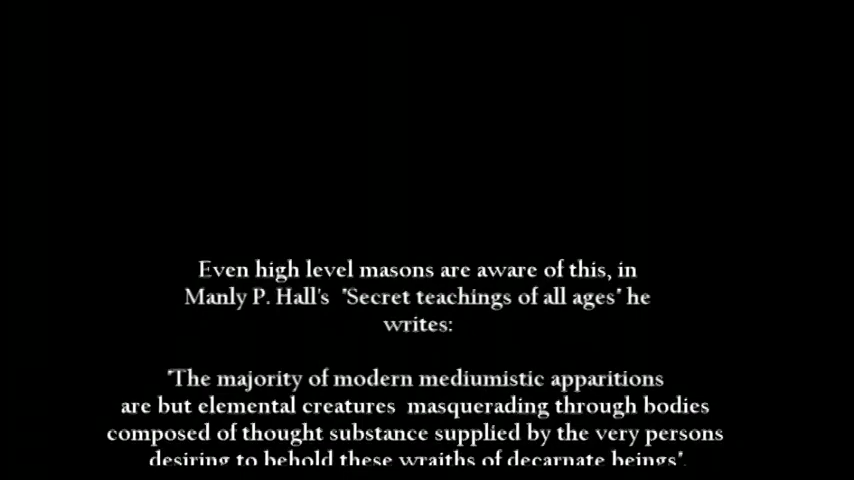 Even high level masons are aware of this, in
Manly P. Hall's "Secret teachings of all ages" he
writes:
"The majority of modern mediumistic apparitions
are but elemental creatures masquerading through bodies
composed of thought substance supplied by the very persons
desiring to behold these wraiths of decarnate beings".